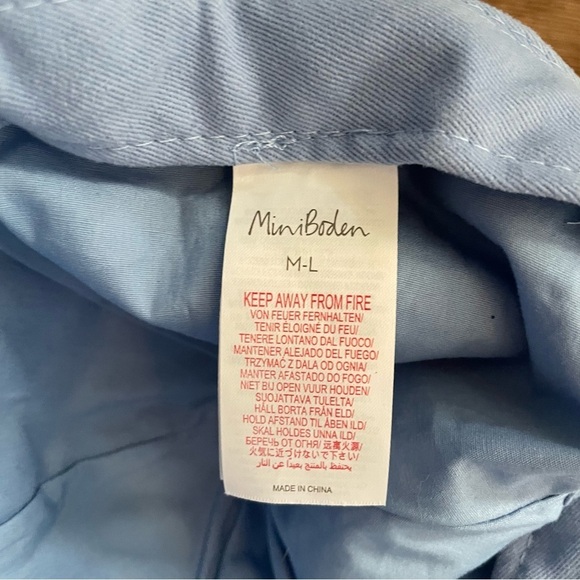 MiniBoden
M-L
KEEP AWAY FROM FIRE
VON FEUER FERNHALTEN/
TENIR ÉLOIGNÉ DU FEU/
TENERE LONTANO DAL FUOCO/
MANTENER ALEJADO DEL FUEGO/
TRZYMAĆ Z DALA OD OGNIA/
MANTER AFASTADO DO FOGO/
NIET BIJ OPEN VUUR HOUDEN/
SUOJATTAVA TULELTA/
HÅLL BORTA FRÅN ELD/
HOLD AFSTAND TIL ÅBEN ILD/
SKAL HOLDES UNNA ILD/
БЕРЕЧЬ ОТ ОГНЯ/ 远离火源/
火気に近づけないで下さい/
يحتفظ بالمنتج بعيداً عن النار
MADE IN CHINA